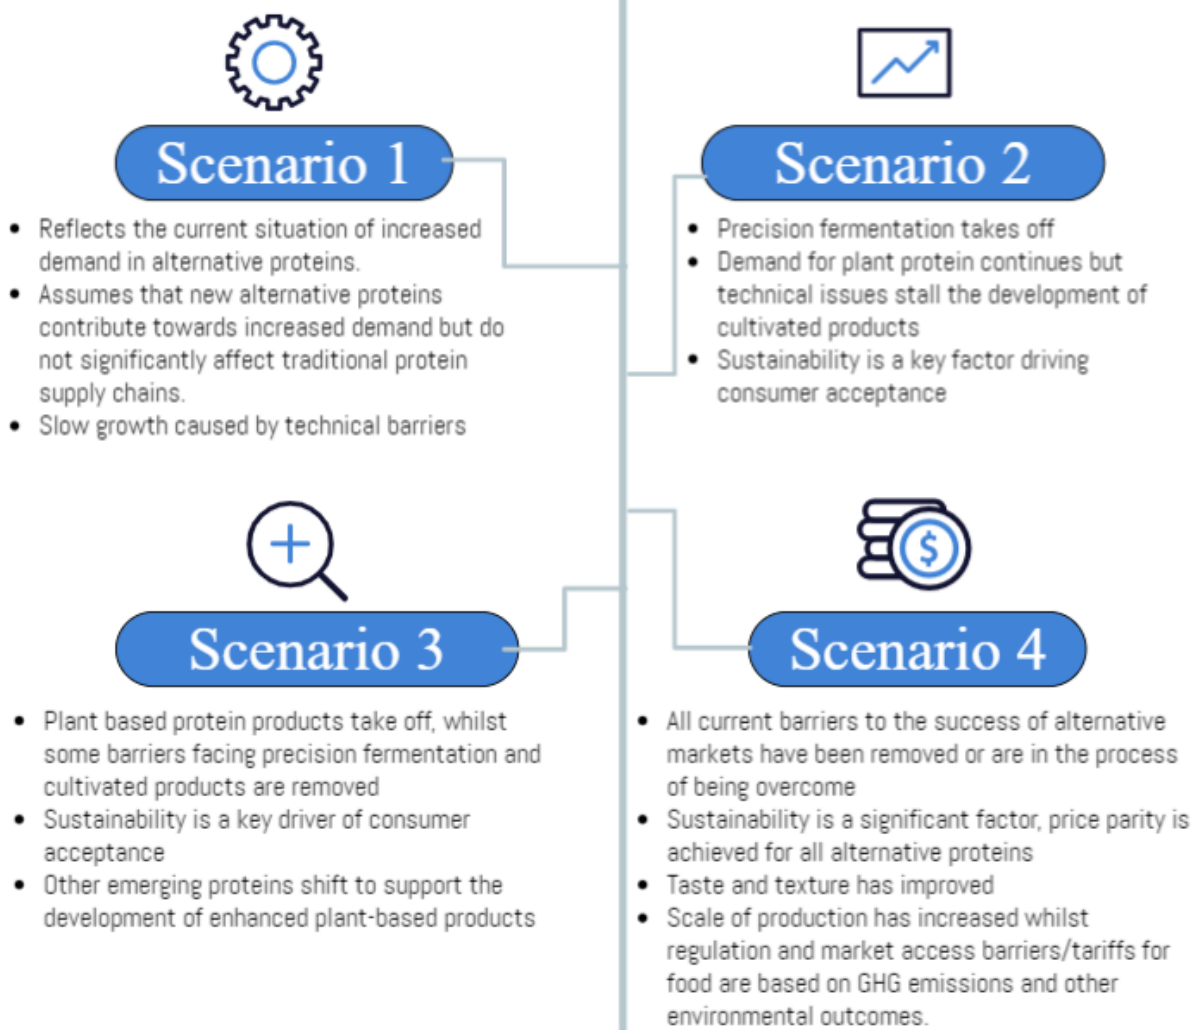 Scenario 1
• Reflects the current situation of increased
demand in alternative proteins.
• Assumes that new alternative proteins
contribute towards increased demand but do
not significantly affect traditional protein
supply chains.
• Slow growth caused by technical barriers
Scenario 2
• Precision fermentation takes off
• Demand for plant protein continues but
technical issues stall the development of
cultivated products
• Sustainability is a key factor driving
consumer acceptance
Scenario 3
• Plant based protein products take off, whilst
some barriers facing precision fermentation and
cultivated products are removed
• Sustainability is a key driver of consumer
acceptance
• Other emerging proteins shift to support the
development of enhanced plant-based products
$
Scenario 4
• All current barriers to the success of alternative
markets have been removed or are in the process
of being overcome
• Sustainability is a significant factor, price parity is
achieved for all alternative proteins
• Taste and texture has improved
• Scale of production has increased whilst
regulation and market access barriers/tariffs for
food are based on GHG emissions and other
environmental outcomes.